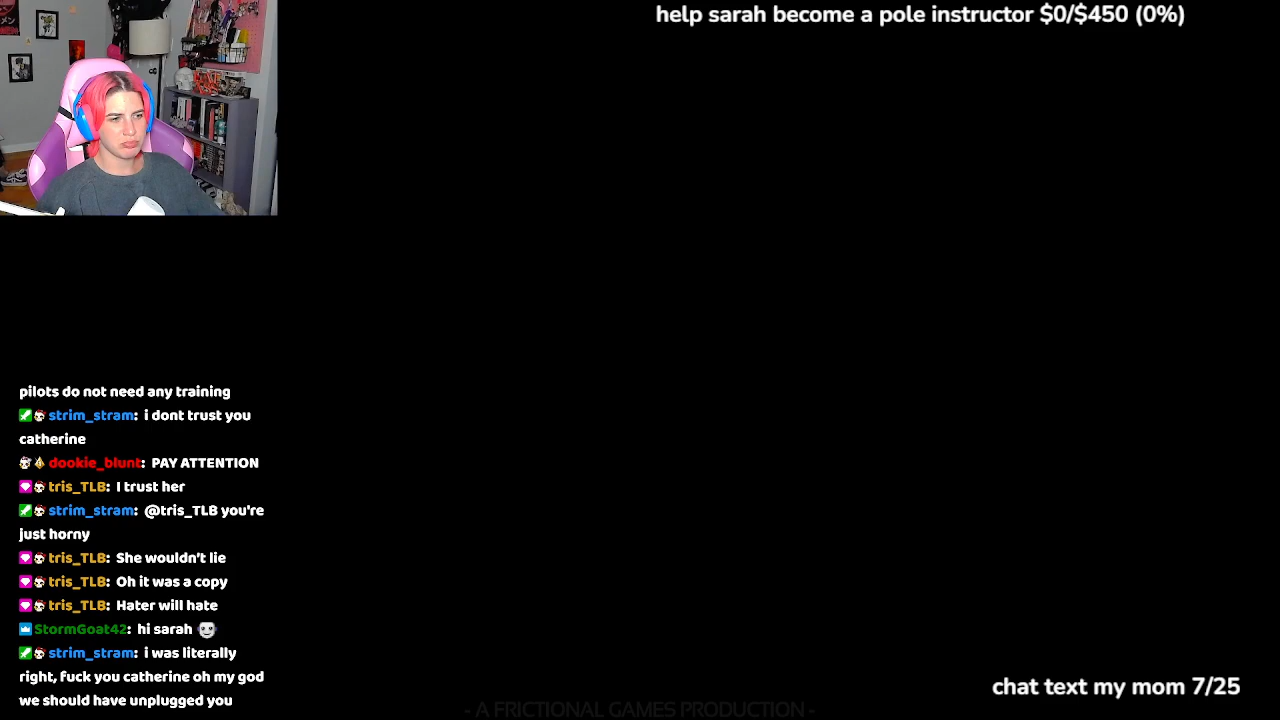 help sarah become a pole instructor $0/$450 (0%)
pilots do not need any training
strim_stram: i dont trust you
catherine
dookie_blunt: PAY ATTENTION
tris_TLB: I trust her
strim_stram: @tris_TLB you're
just horny
tris_TLB: She wouldn't lie
tris_TLB: Oh it was a copy
tris_TLB: Hater will hate
StormGoat42: hi sarah
strim_stram: i was literally
right, fuck you catherine oh my god
we should have unplugged you
chat text my mom 7/25
- A FRICTIONAL GAMES PRODUCTION -